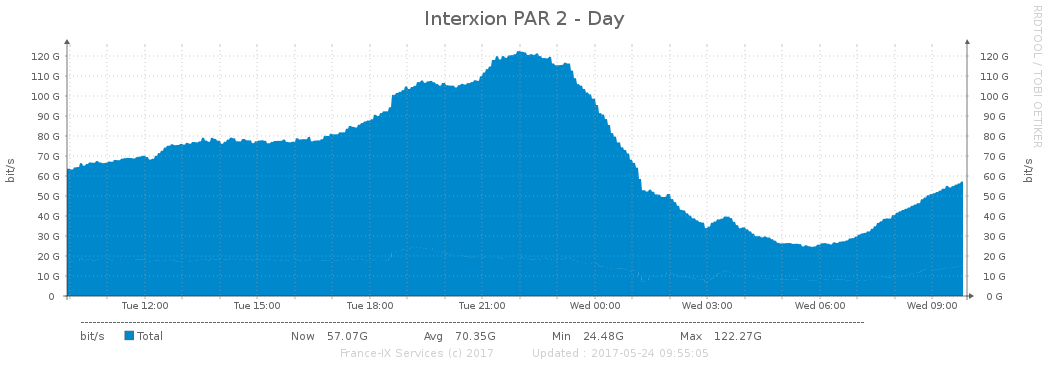 Interxion PAR 2 - Day
RRDTOOL / TOBI OETIKER
bit/s
120 G
110 G
100 G
90 G
80 G
70 G
60 G
50 G
40 G
30 G
20 G
10 G
0
120 G
110 G
100 G
90 G
80 G
70 G
60 G
50 G
40 G
30 G
20 G
10 G
0 G
bit/s
Tue 12:00 Tue 15:00 Tue 18:00 Tue 21:00 Wed 00:00 Wed 03:00 Wed 06:00 Wed 09:00
bit/s Total Now 57.07G Avg 70.35G Min 24.48G Max 122.27G
France-IX Services (c) 2017 Updated : 2017-05-24 09:55:05